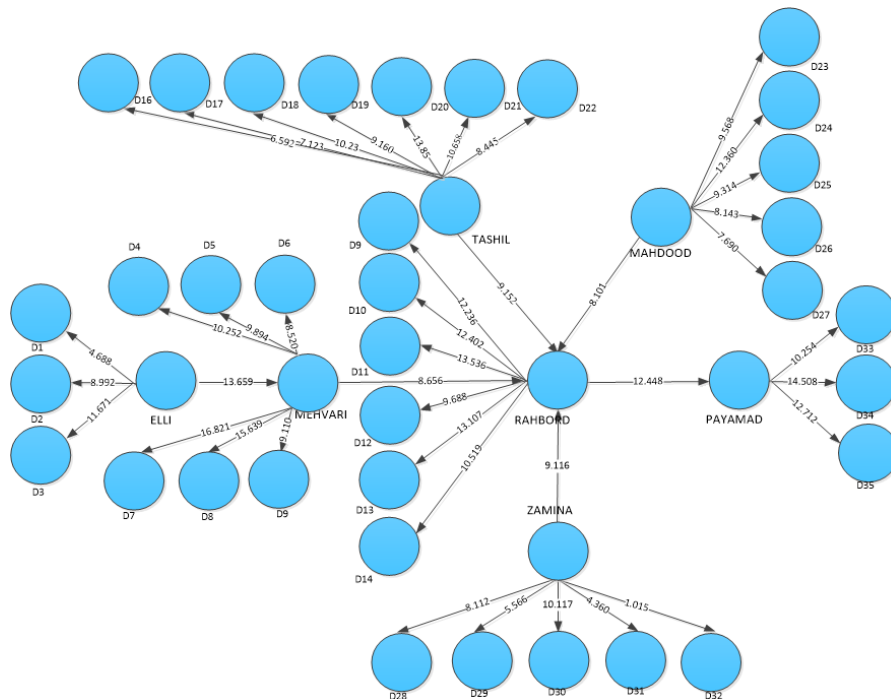 D23
D16
D17
D18
D19
D20
D21
D22
6.592
7.123
10.23
9.160
13.85
10.658
8.445
9.568
D24
12.360
9.314
D25
8.143
7.690
D26
D27
TASHIL
MAHDOOD
D9
D4
D5
D6
9.152
8.101
D10
12.236
12.402
13.536
D11
10.252
9.894
8.520
D1
4.688
8.992
11.671
D2
D3
ELLI
13.659
MEHVARI
8.656
RAHBORD
12.448
PAYAMAD
10.254
14.508
12.712
D33
D34
D35
D12
9.688
13.107
10.519
D13
D14
16.821
15.639
9.110
D7
D8
D9
9.116
ZAMINA
8.112
5.566
10.117
4.360
1.015
D28
D29
D30
D31
D32